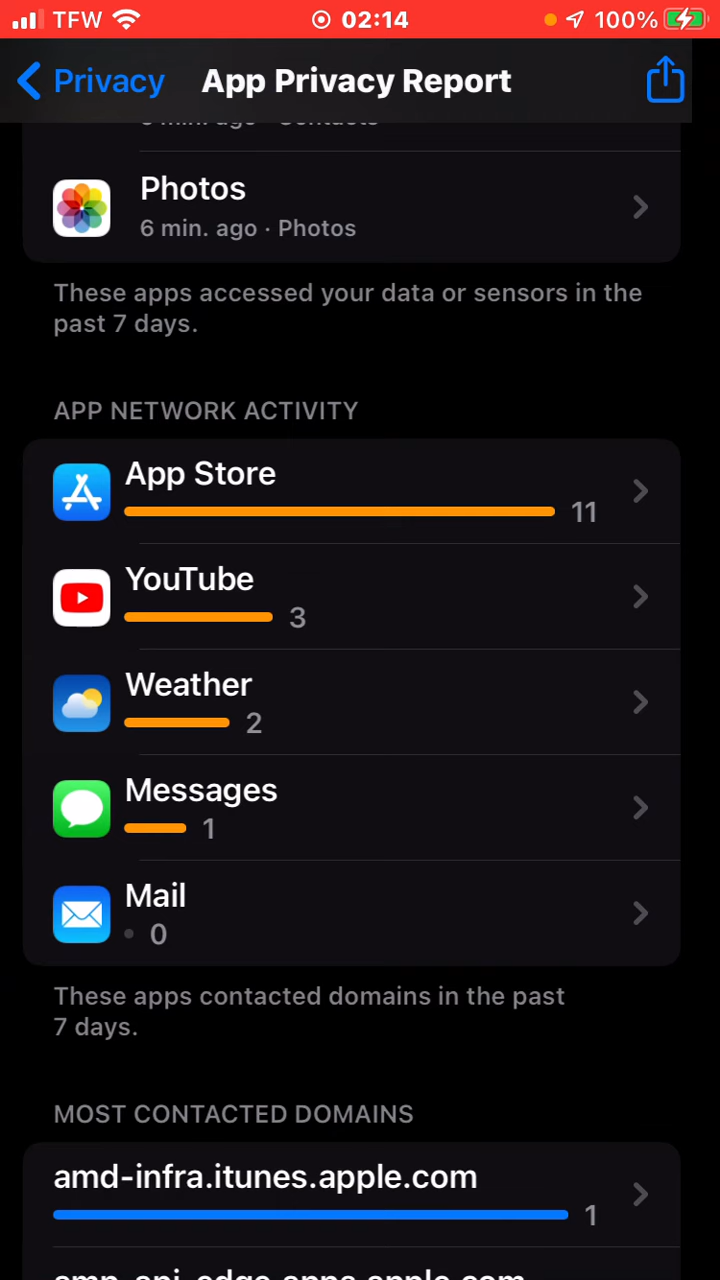 TFW 02:14 100%
Privacy App Privacy Report
Photos
6 min. ago · Photos
These apps accessed your data or sensors in the
past 7 days.
APP NETWORK ACTIVITY
App Store
11
YouTube
3
Weather
2
Messages
1
Mail
0
These apps contacted domains in the past
7 days.
MOST CONTACTED DOMAINS
amd-infra.itunes.apple.com
1